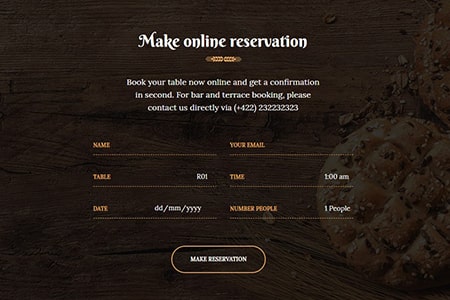 Make online reservation
Book your table now online and get a confirmation
in second. For bar and terrace booking, please
contact us directly via (+422) 232232323
NAME
YOUR EMAIL
TABLE R01
TIME 1:00 am
DATE dd/mm/yyyy
NUMBER PEOPLE 1 People
MAKE RESERVATION